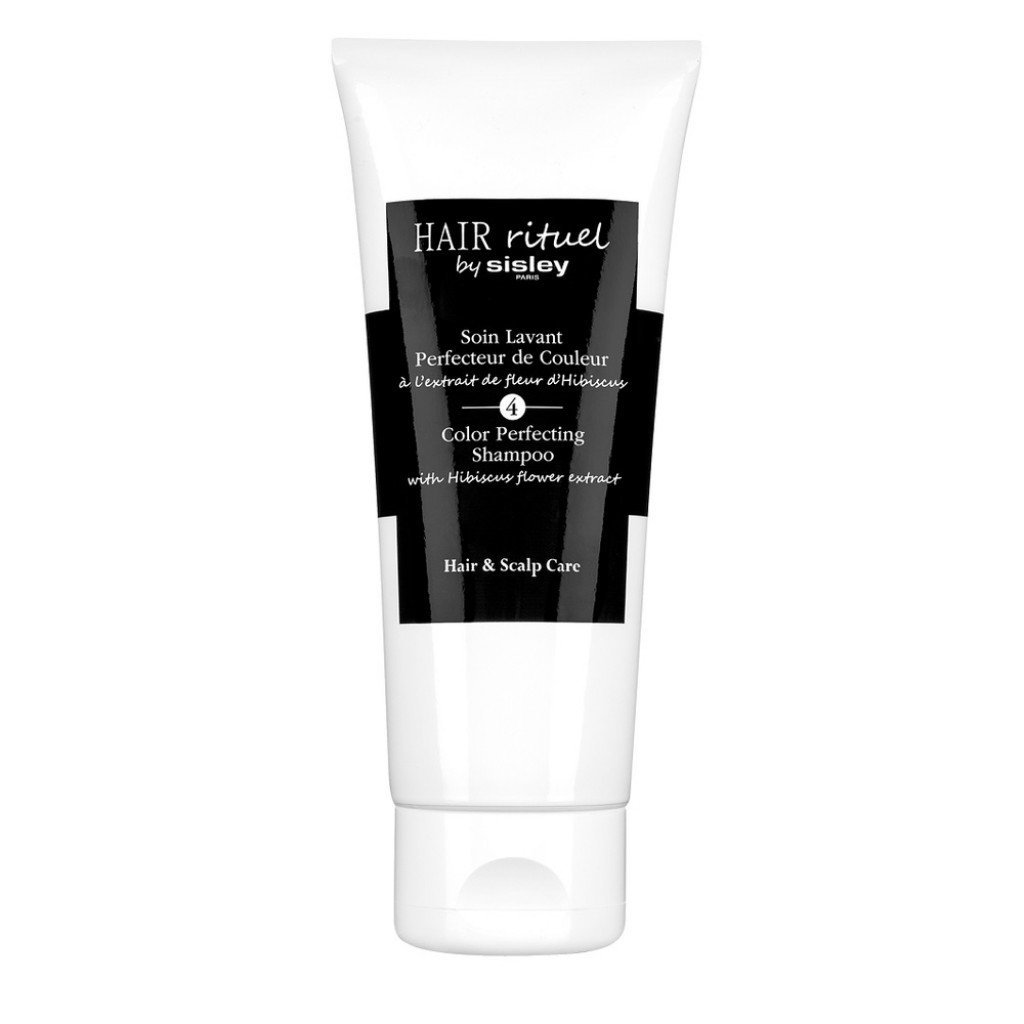 HAIR rituel
by sisley
PARIS
Soin Lavant
Perfecteur de Couleur
à l'extrait de fleur d'Hibiscus
4
Color Perfecting
Shampoo
with Hibiscus flower extract
Hair & Scalp Care